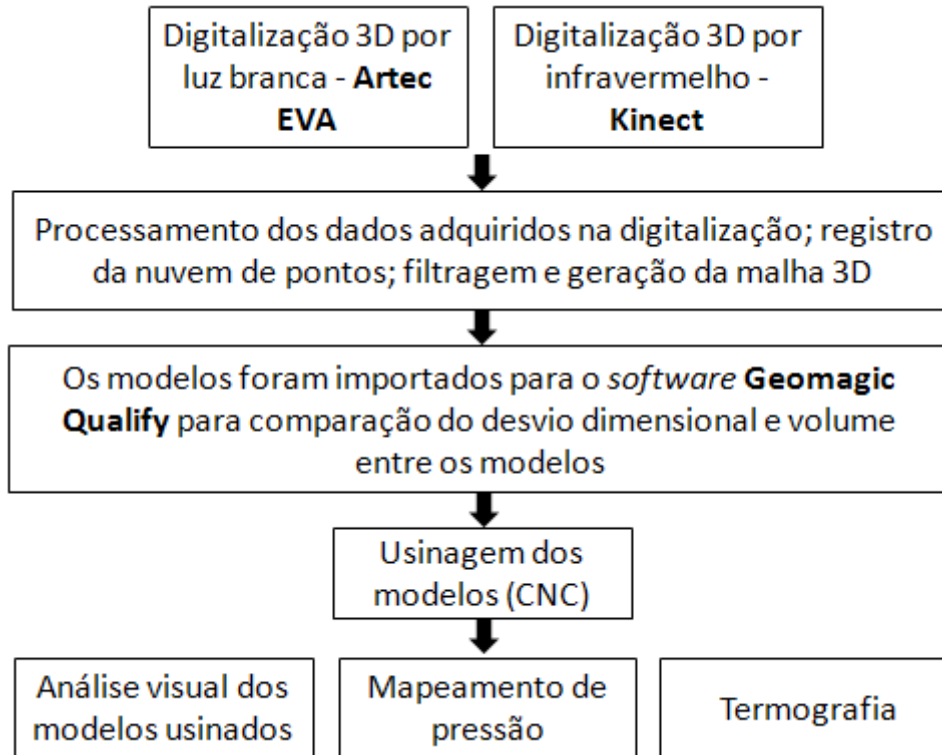 Digitalização 3D por
luz branca - Artec
EVA
Digitalização 3D por
infravermelho -
Kinect
Processamento dos dados adquiridos na digitalização; registro
da nuvem de pontos; filtragem e geração da malha 3D
Os modelos foram importados para o software Geomagic
Qualify para comparação do desvio dimensional e volume
entre os modelos
Usinagem dos
modelos (CNC)
Análise visual dos
modelos usinados
Mapeamento de
pressão
Termografia